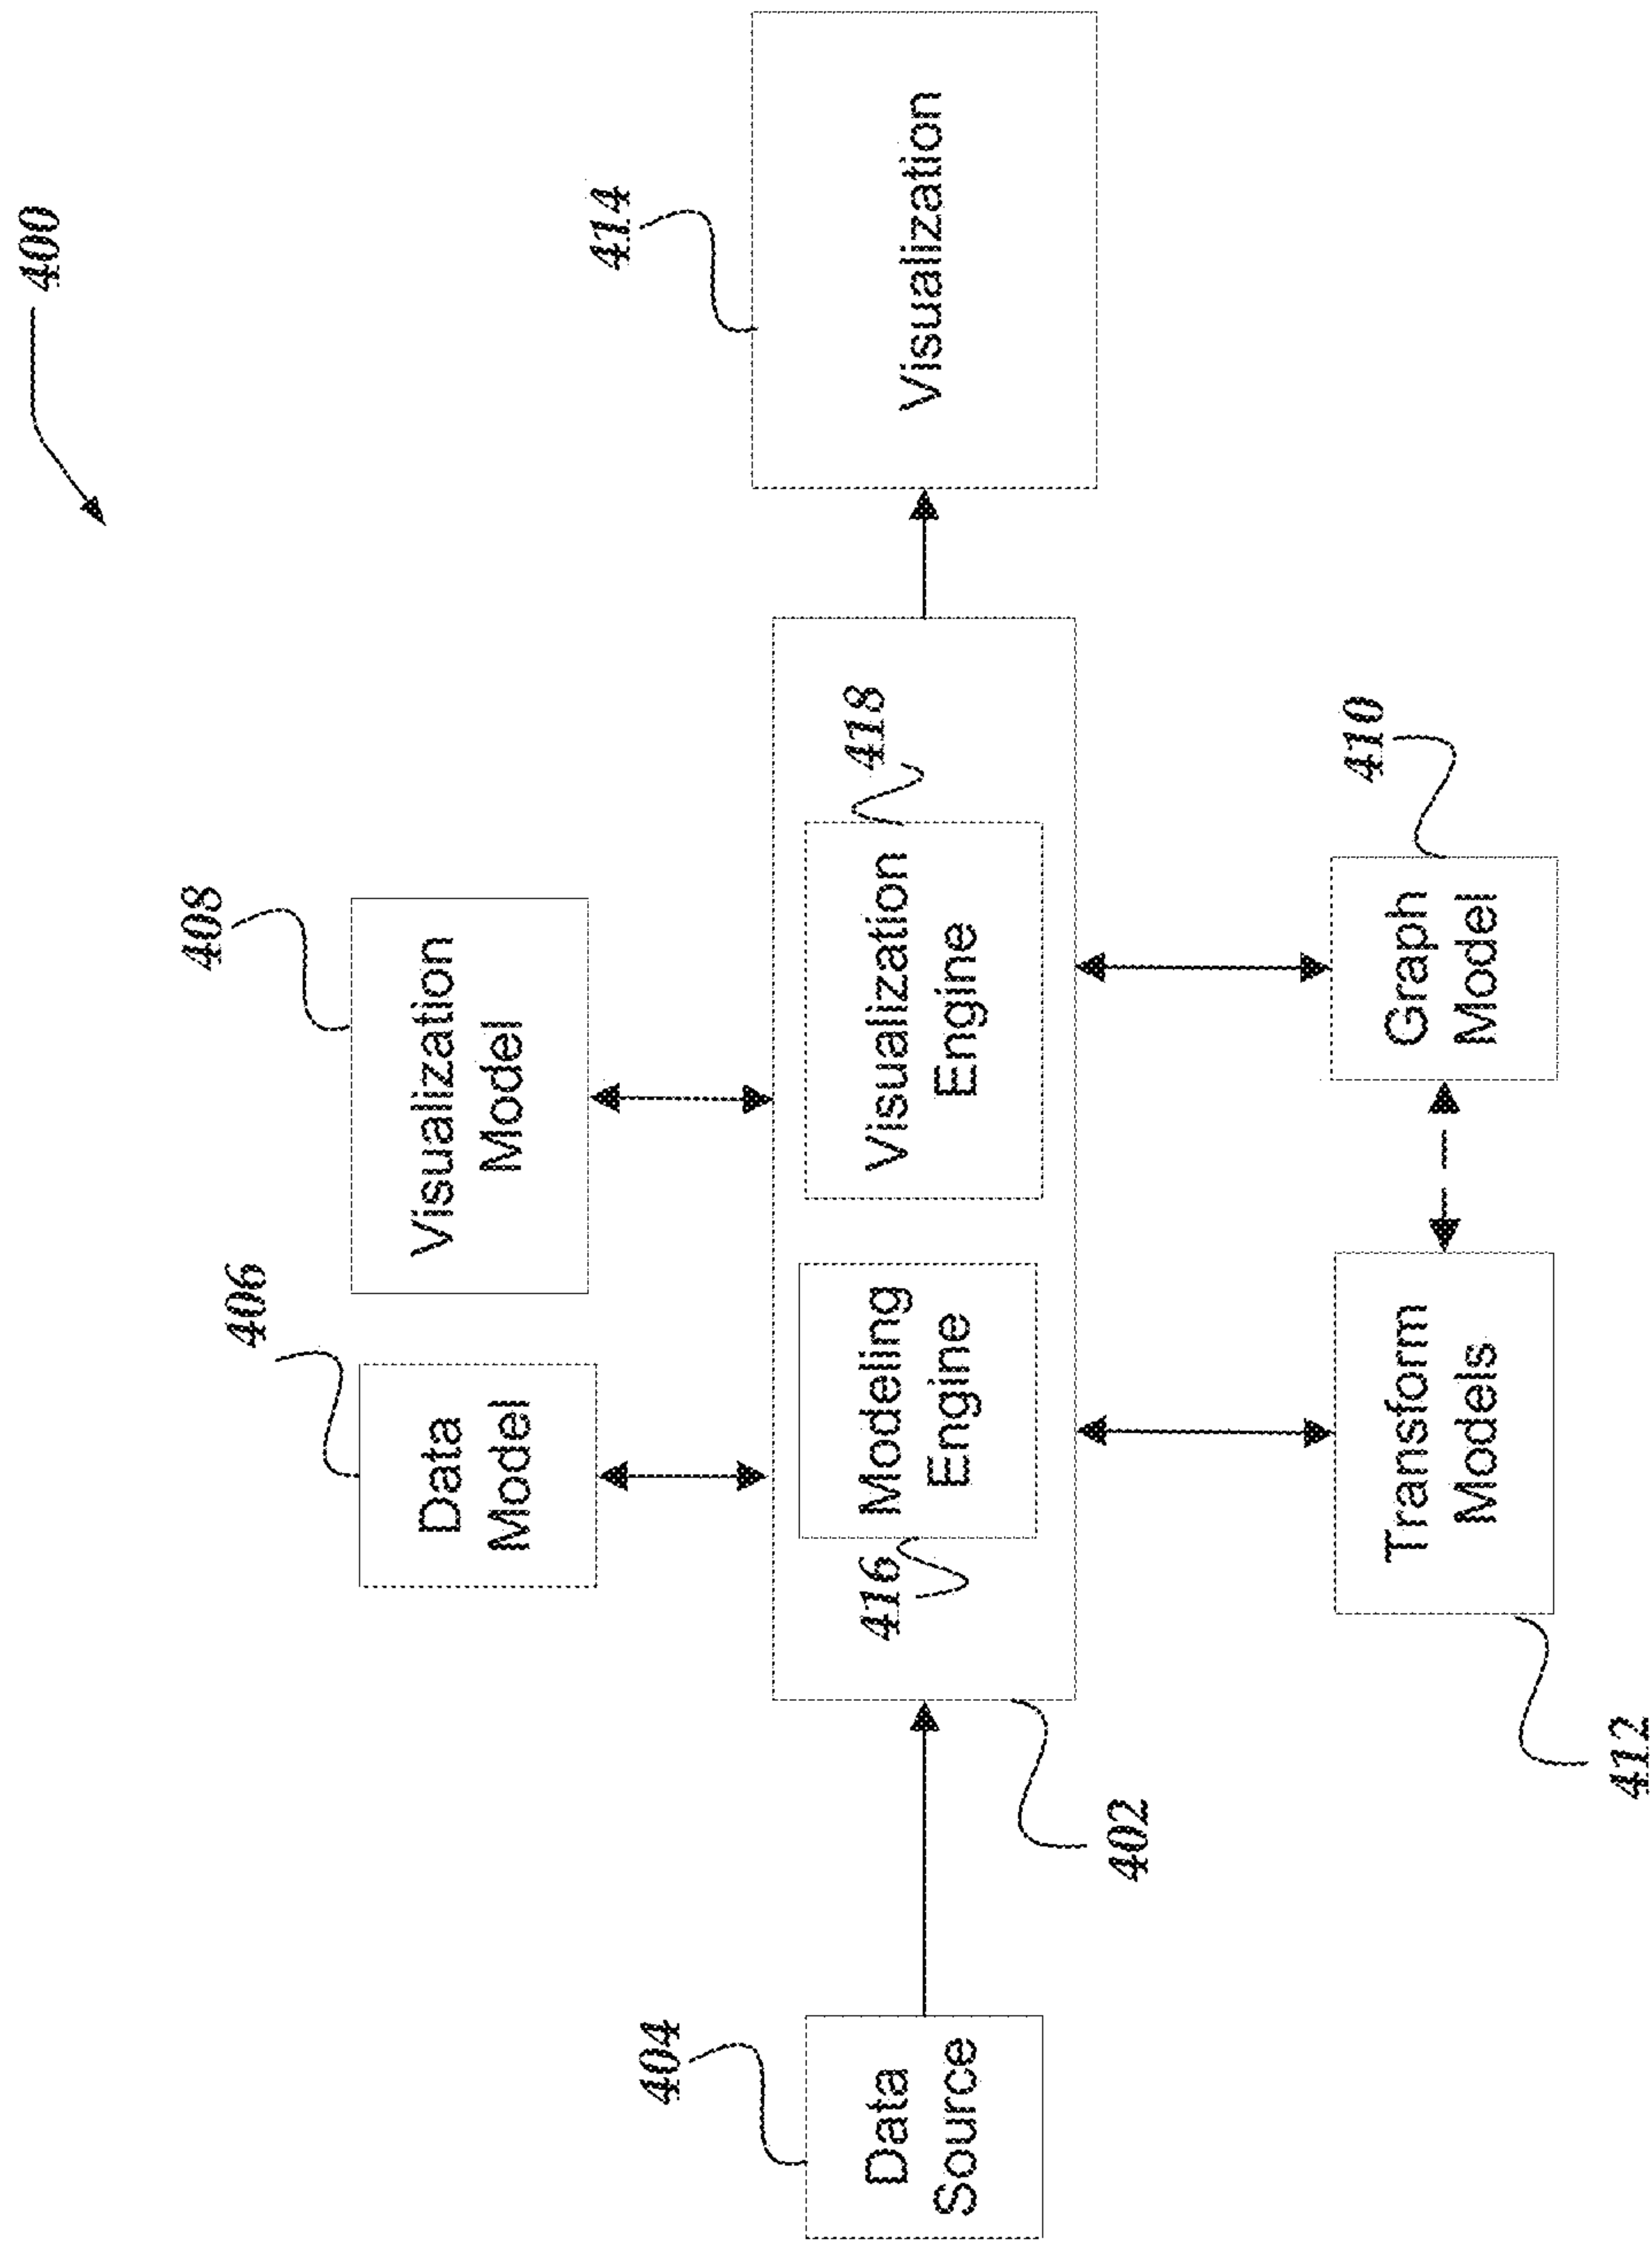 400
408
Visualization
Model
406
Data
Model
414
Visualization
404
Data
Source
416
Modeling
Engine
418
Visualization
Engine
402
412
Transform
Models
410
Graph
Model